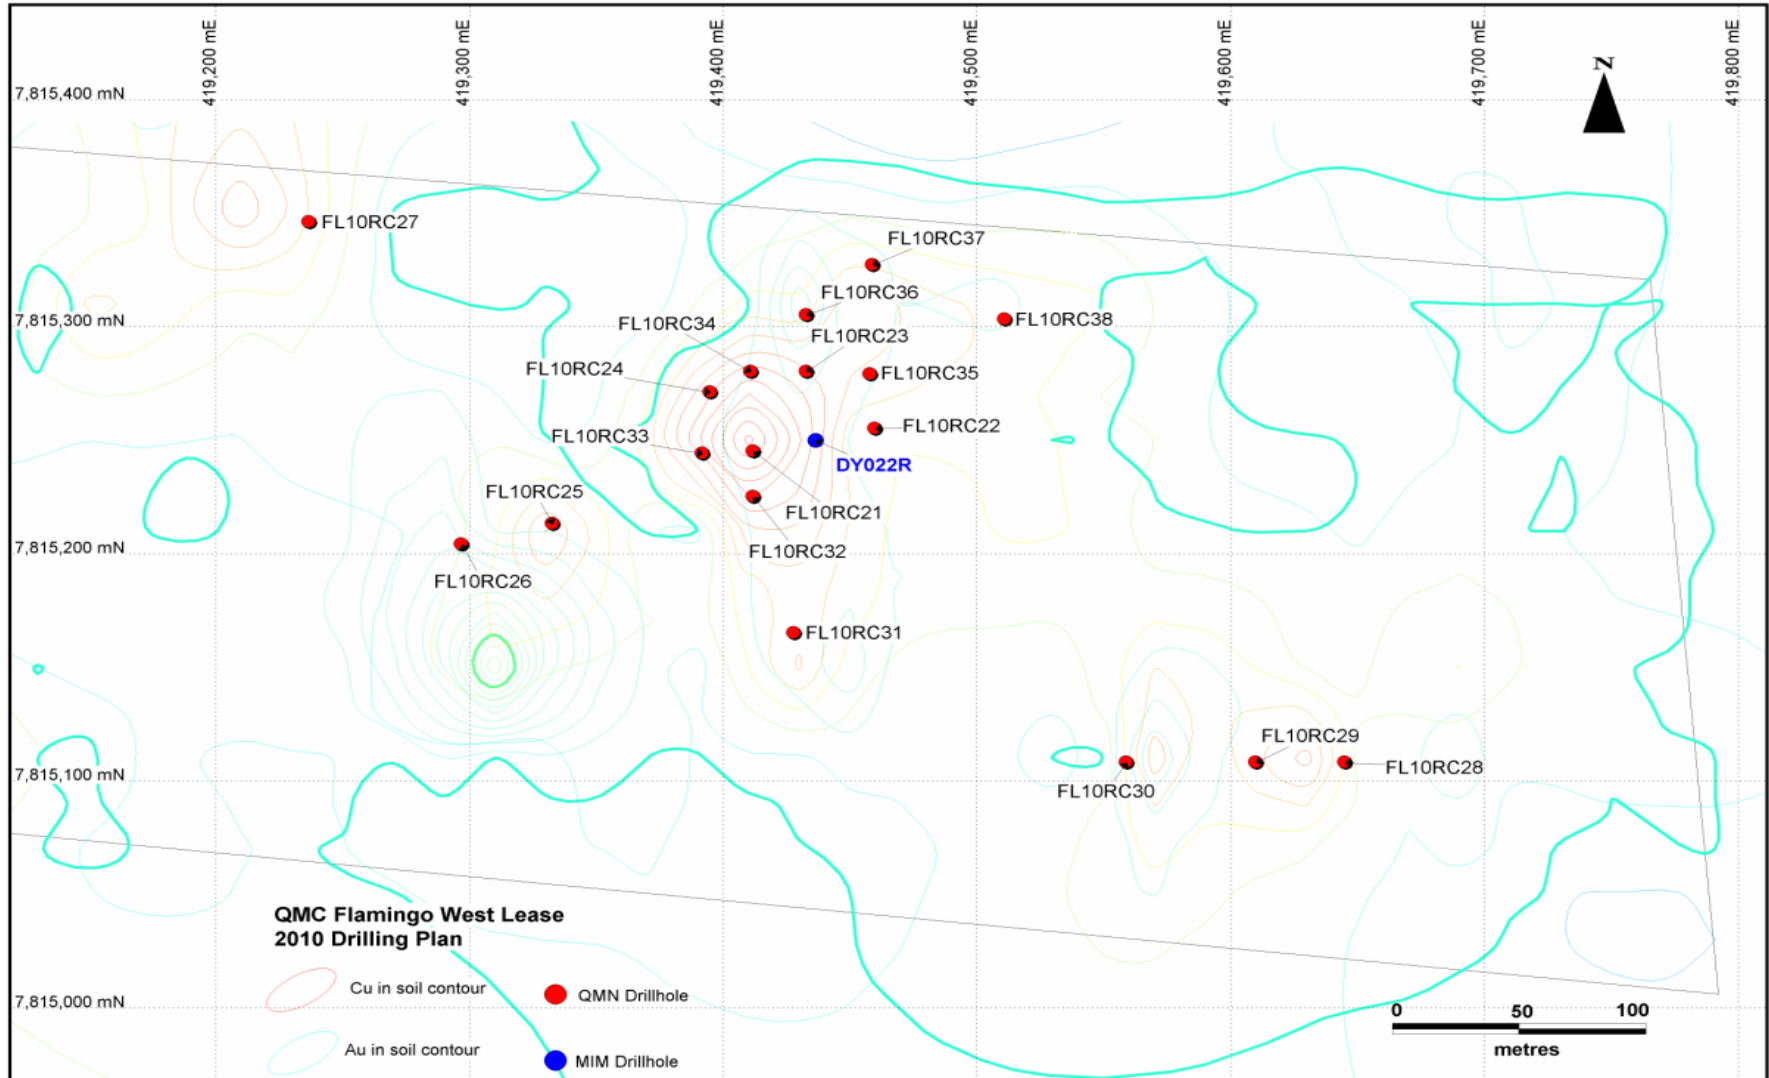 419,200 mE
419,300 mE
419,400 mE
419,500 mE
419,600 mE
419,700 mE
419,800 mE
N
7,815,400 mN
FL10RC27
FL10RC37
FL10RC36
7,815,300 mN
FL10RC34
FL10RC38
FL10RC23
FL10RC24
FL10RC35
FL10RC22
FL10RC33
DY022R
FL10RC25
FL10RC21
7,815,200 mN
FL10RC32
FL10RC26
FL10RC31
FL10RC29
FL10RC28
7,815,100 mN
FL10RC30
QMC Flamingo West Lease
2010 Drilling Plan
Cu in soil contour
QMN Drillhole
7,815,000 mN
0 50 100
metres
Au in soil contour
MIM Drillhole